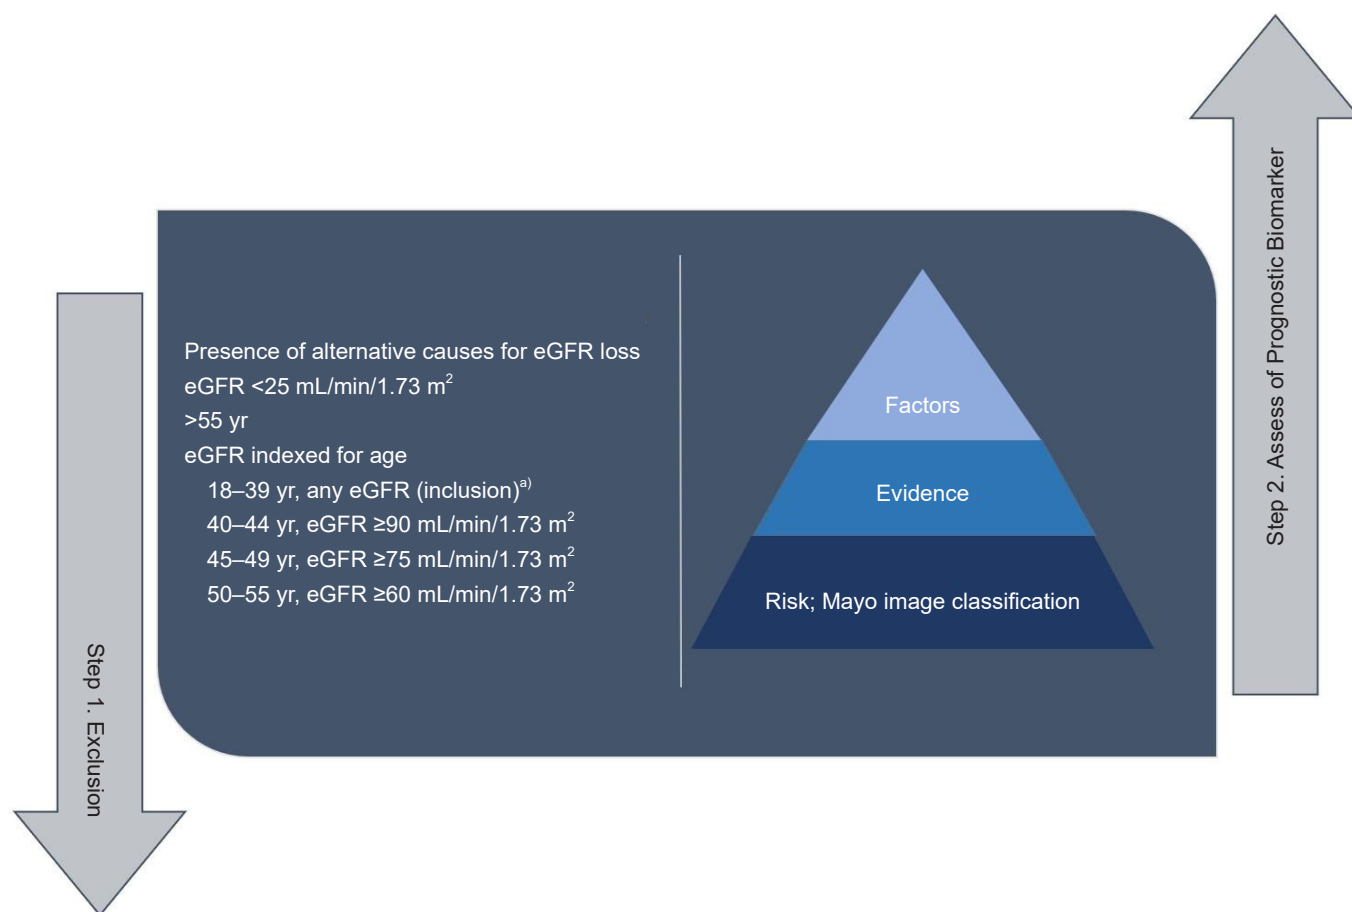 Step 1. Exclusion
Presence of alternative causes for eGFR loss
eGFR <25 mL/min/1.73 m²
>55 yr
eGFR indexed for age
18–39 yr, any eGFR (inclusion)ᵃ⁾
40–44 yr, eGFR ≥90 mL/min/1.73 m²
45–49 yr, eGFR ≥75 mL/min/1.73 m²
50–55 yr, eGFR ≥60 mL/min/1.73 m²
Factors
Evidence
Risk; Mayo image classification
Step 2. Assess of Prognostic Biomarker